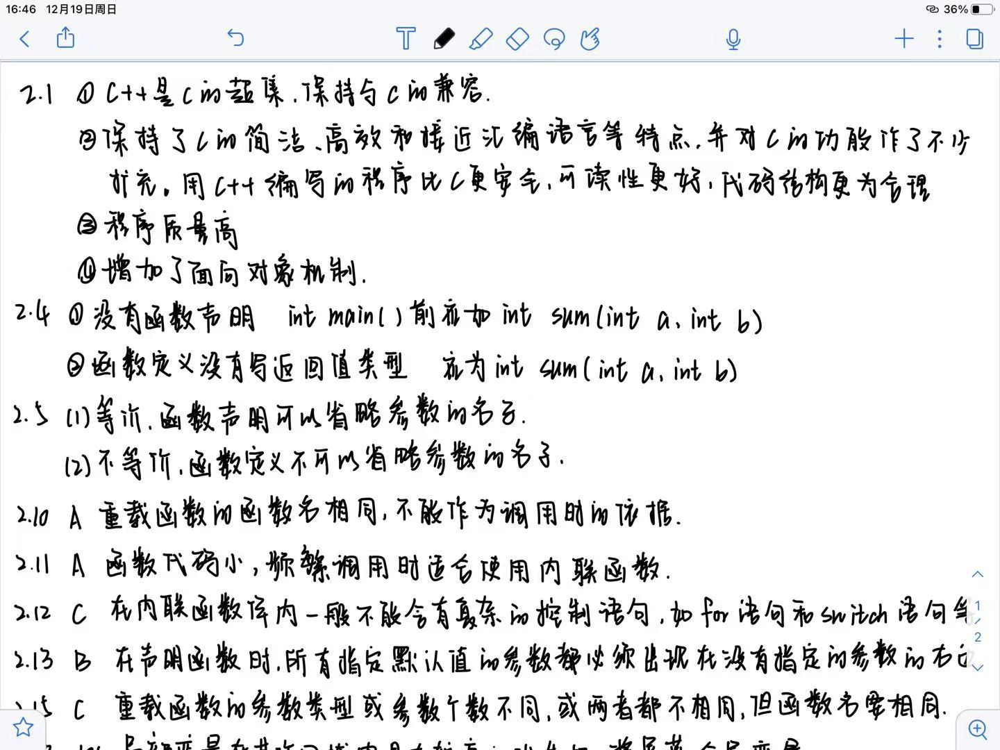 16:46 12月19日周日 36%
2.1 ① C++是C的超集,保持与C的兼容.
②保持了C的简洁、高效和接近汇编语言等特点,并对C的功能作了不少
扩充。用C++编写的程序比C更安全,可读性更好,代码结构更为合理
③程序质量高
④增加了面向对象机制.
2.4 ①没有函数声明 int main()前应加int sum(int a, int b)
②函数定义没有写返回值类型 应为int sum(int a, int b)
2.5 (1)等价,函数声明可以省略参数的名子.
(2)不等价,函数定义不可以省略参数的名子.
2.10 A 重载函数的函数名相同,不能作为调用时的依据.
2.11 A 函数代码小,频繁调用时适合使用内联函数.
2.12 C 在内联函数体内一般不能含有复杂的控制语句,如for语句和switch语句等
2.13 B 在声明函数时,所有指定默认值的参数都必须出现在没有指定的参数的右
2.15 C 重载函数的参数类型或参数个数不同,或两者都不相同,但函数名要相同.
1/2